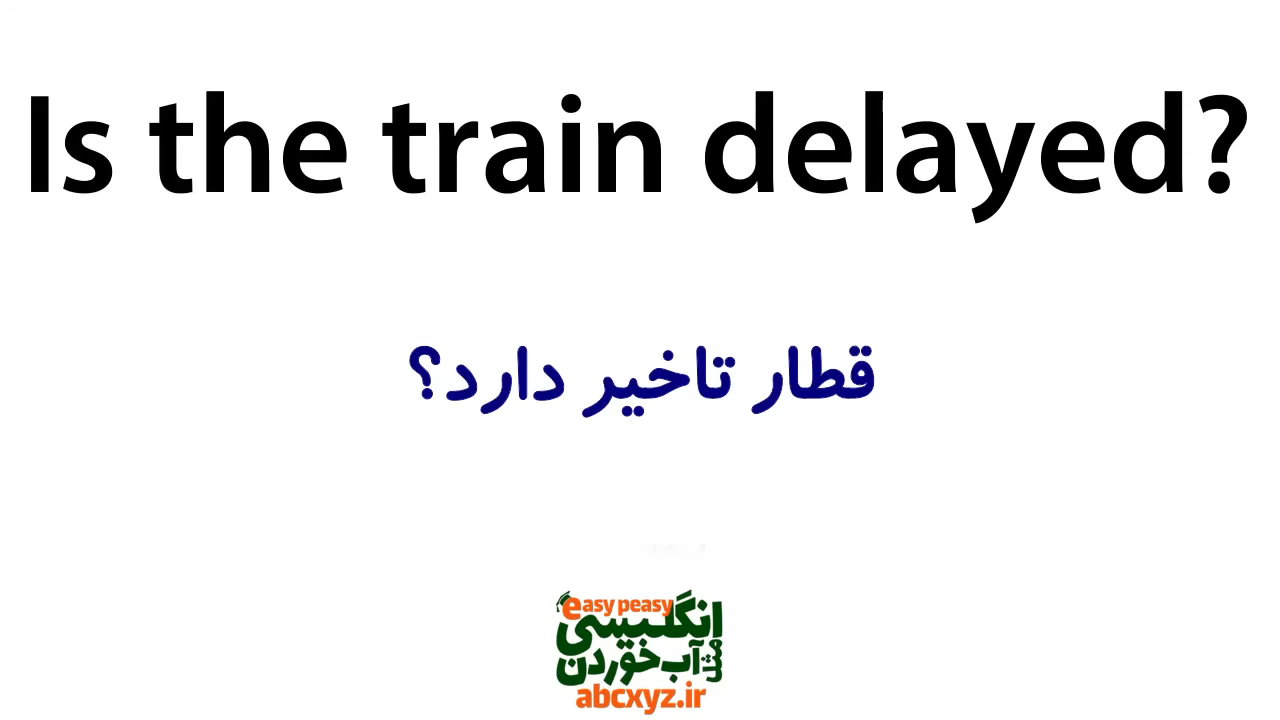 Is the train delayed?
قطار تاخیر دارد؟
easy peasy
انگلیسی
مثل آب خوردن
abcxyz.ir